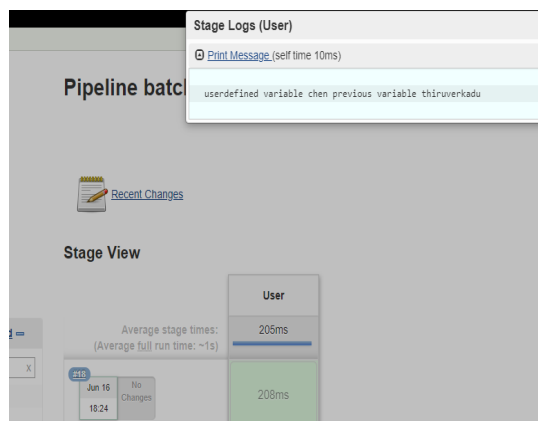 Stage Logs (User)
Print Message (self time 10ms)
userdefined variable chen previous variable thiruverkadu
Pipeline batc
Recent Changes
Stage View
User
Average stage times:
205ms
(Average full run time: ~1s)
X
Jun 16
No
Changes
18:24
208ms